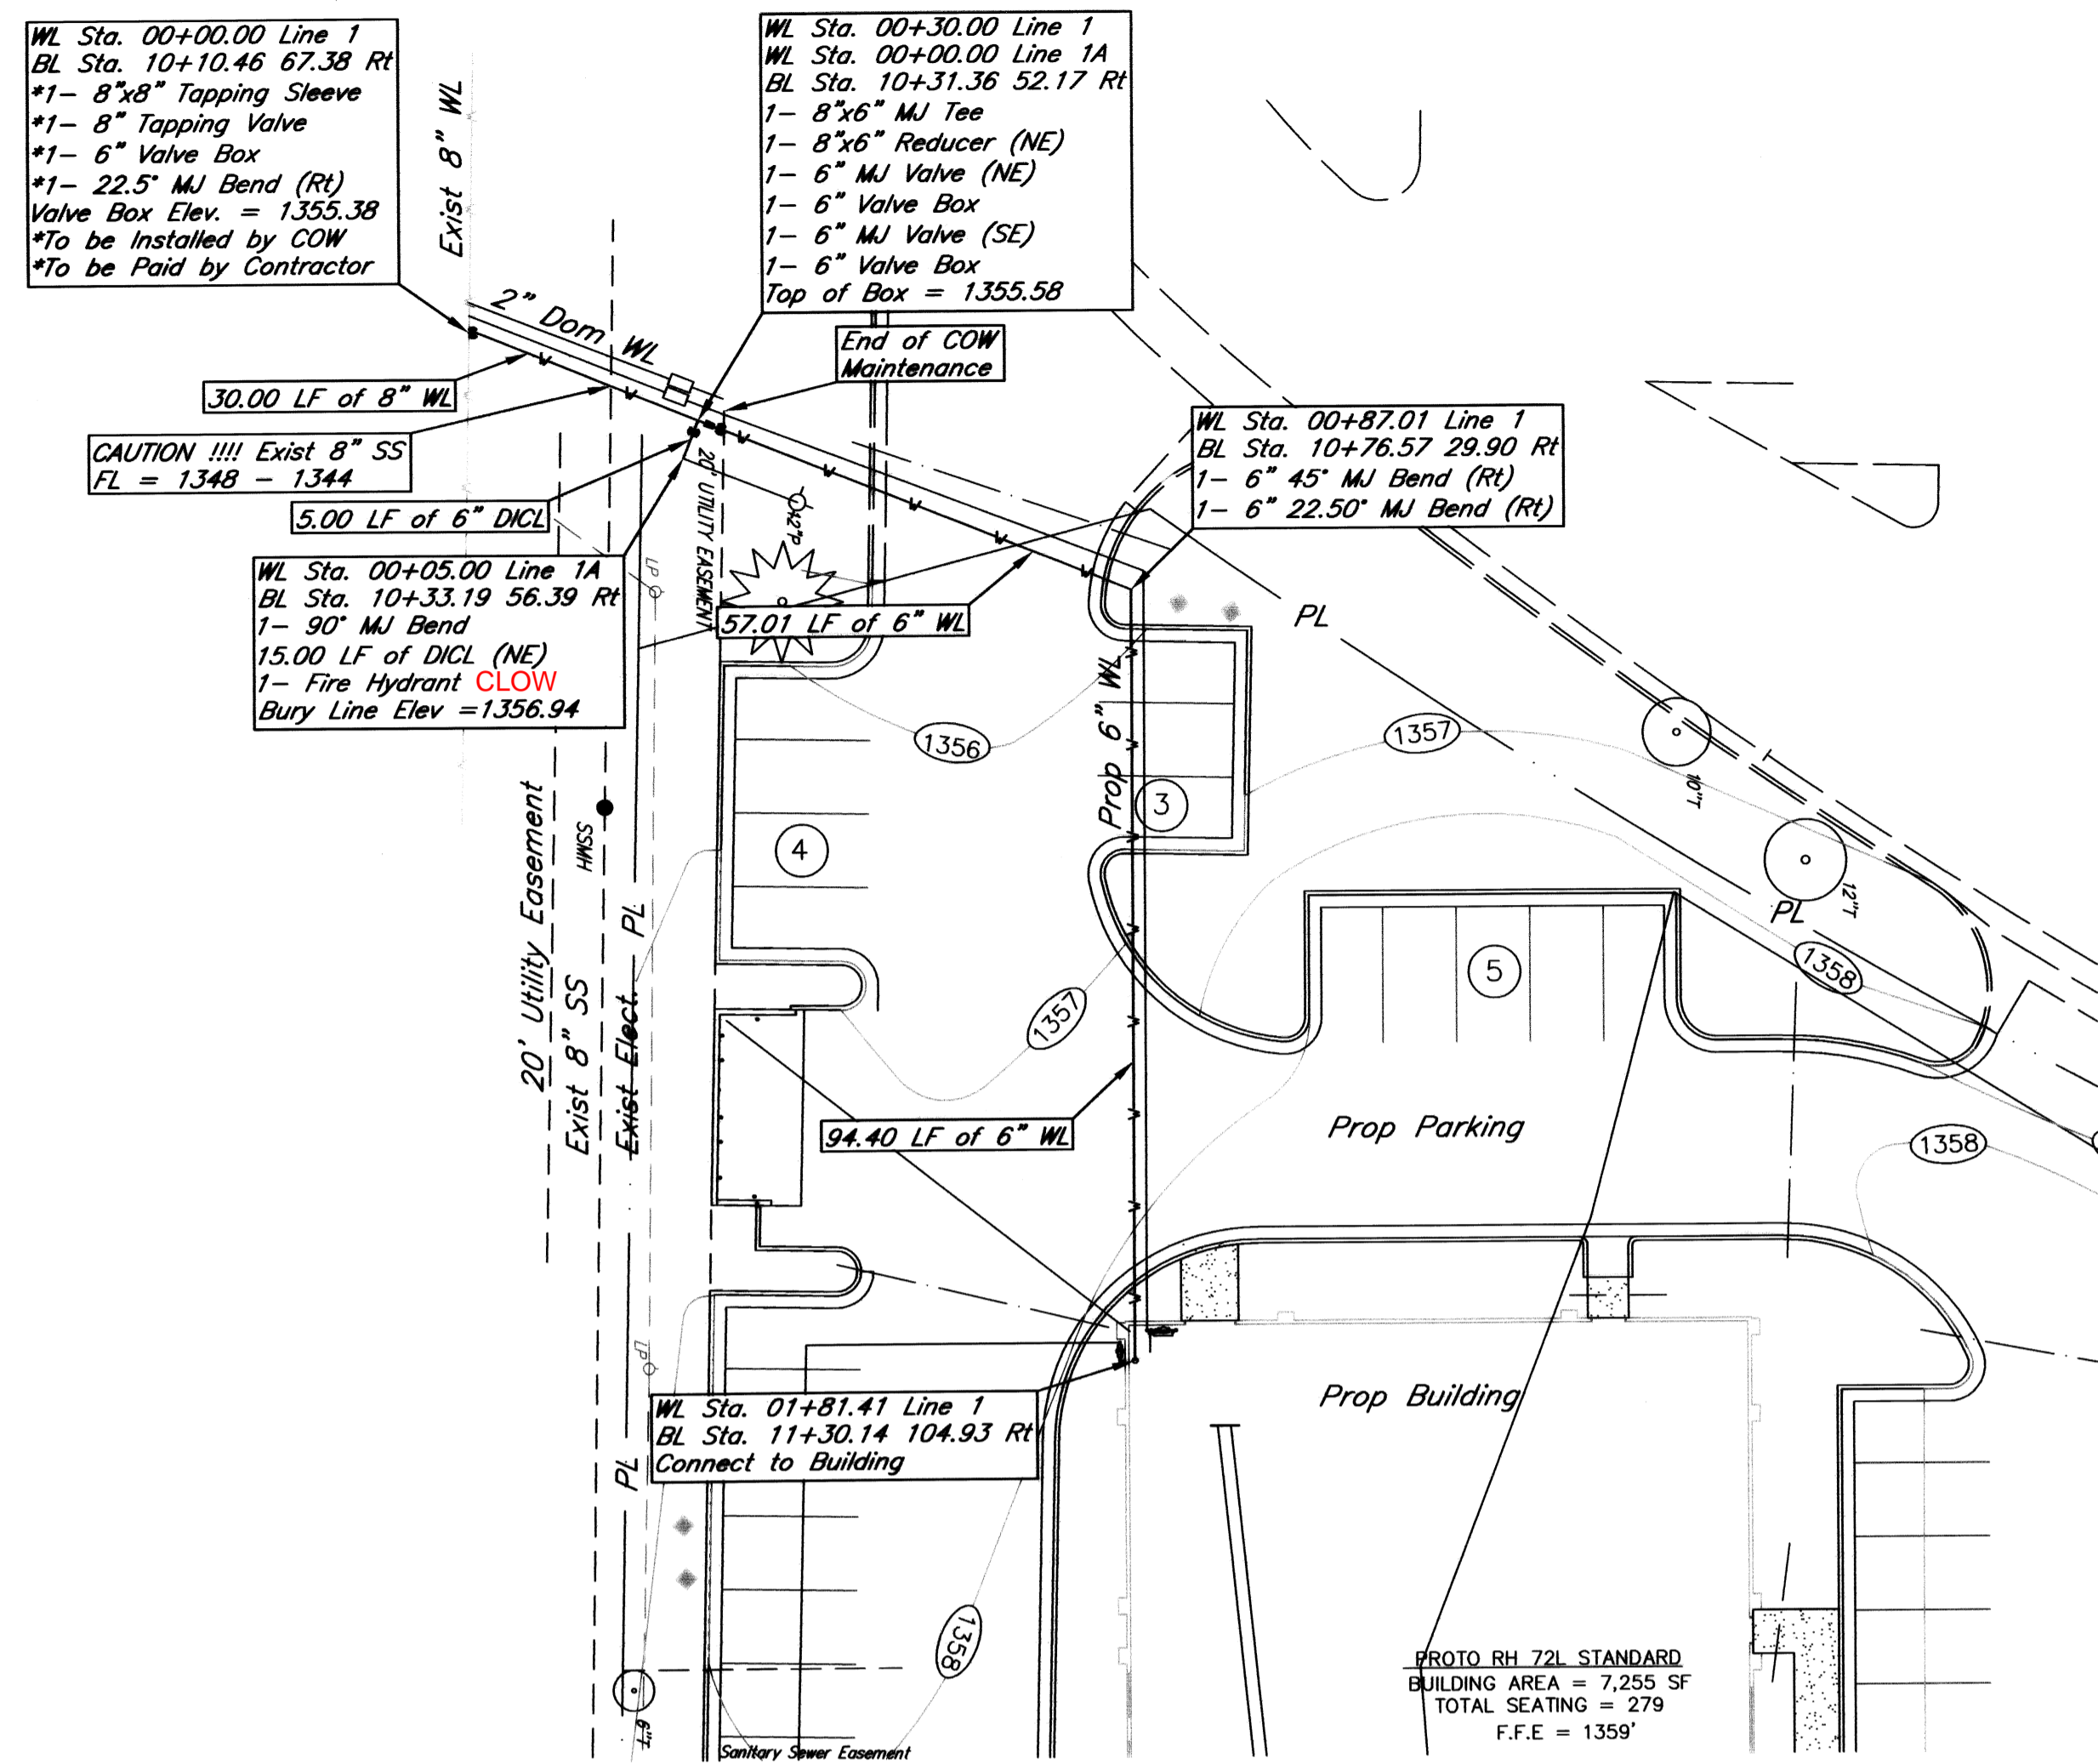 WL Sta. 00+00.00 Line 1
BL Sta. 10+10.46 67.38 Rt
*1- 8"x8" Tapping Sleeve
*1- 8" Tapping Valve
*1- 6" Valve Box
*1- 22.5° MJ Bend (Rt)
Valve Box Elev. = 1355.38
*To be Installed by COW
*To be Paid by Contractor
Exist 8" WL
WL Sta. 00+30.00 Line 1
WL Sta. 00+00.00 Line 1A
BL Sta. 10+31.36 52.17 Rt
1- 8"x6" MJ Tee
1- 8"x6" Reducer (NE)
1- 6" MJ Valve (NE)
1- 6" Valve Box
1- 6" MJ Valve (SE)
1- 6" Valve Box
Top of Box = 1355.58
2" Dom WL
End of COW
Maintenance
30.00 LF of 8" WL
CAUTION !!!! Exist 8" SS
FL = 1348 - 1344
5.00 LF of 6" DICL
WL Sta. 00+87.01 Line 1
BL Sta. 10+76.57 29.90 Rt
1- 6" 45° MJ Bend (Rt)
1- 6" 22.50° MJ Bend (Rt)
20' UTILITY EASEMENT
12"P
LP
WL Sta. 00+05.00 Line 1A
BL Sta. 10+33.19 56.39 Rt
1- 90° MJ Bend
15.00 LF of DICL (NE)
1- Fire Hydrant CLOW
Bury Line Elev =1356.94
57.01 LF of 6" WL
PL
Prop 6" WL
1356
1357
3
4
10"T
12"T
PL
20' Utility Easement
SSMH
Exist 8" SS
Exist Elect.
PL
5
1358
1357
94.40 LF of 6" WL
Prop Parking
1358
LP
WL Sta. 01+81.41 Line 1
BL Sta. 11+30.14 104.93 Rt
Connect to Building
Prop Building
PL
1358
6"T
PROTO RH 72L STANDARD
BUILDING AREA = 7,255 SF
TOTAL SEATING = 279
F.F.E = 1359'
Sanitary Sewer Easement